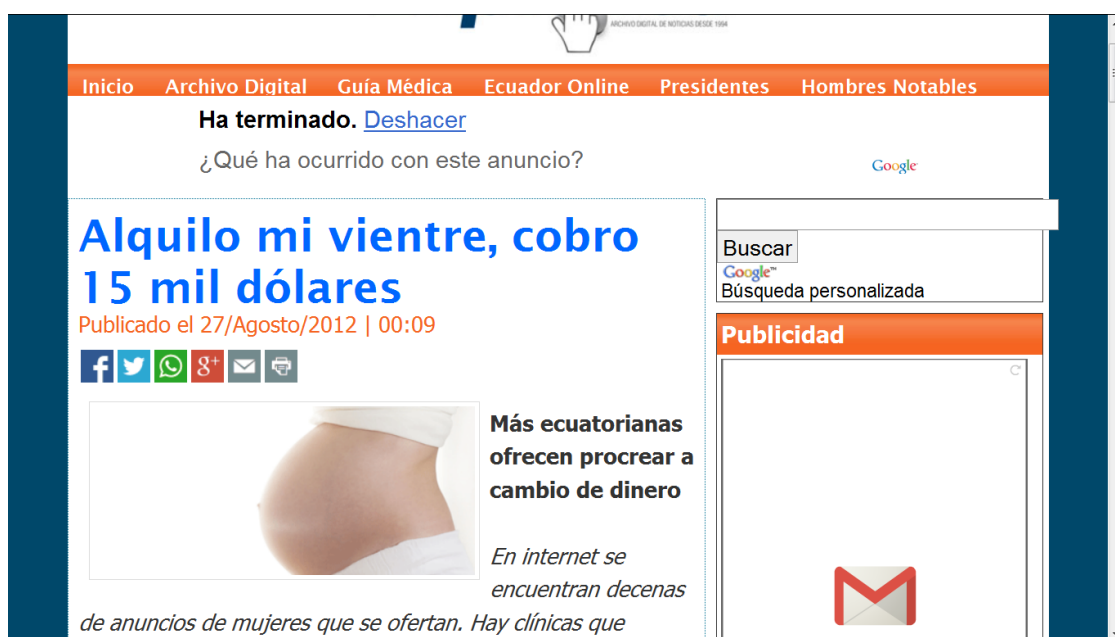 ARCHIVO DIGITAL DE NOTICIAS DESDE 1994
Inicio Archivo Digital Guía Médica Ecuador Online Presidentes Hombres Notables
Ha terminado. Deshacer
¿Qué ha ocurrido con este anuncio?
Google
Alquilo mi vientre, cobro
15 mil dólares
Publicado el 27/Agosto/2012 | 00:09
f g+
Más ecuatorianas
ofrecen procrear a
cambio de dinero
En internet se
encuentran decenas
de anuncios de mujeres que se ofertan. Hay clínicas que
Buscar
Google™
Búsqueda personalizada
Publicidad